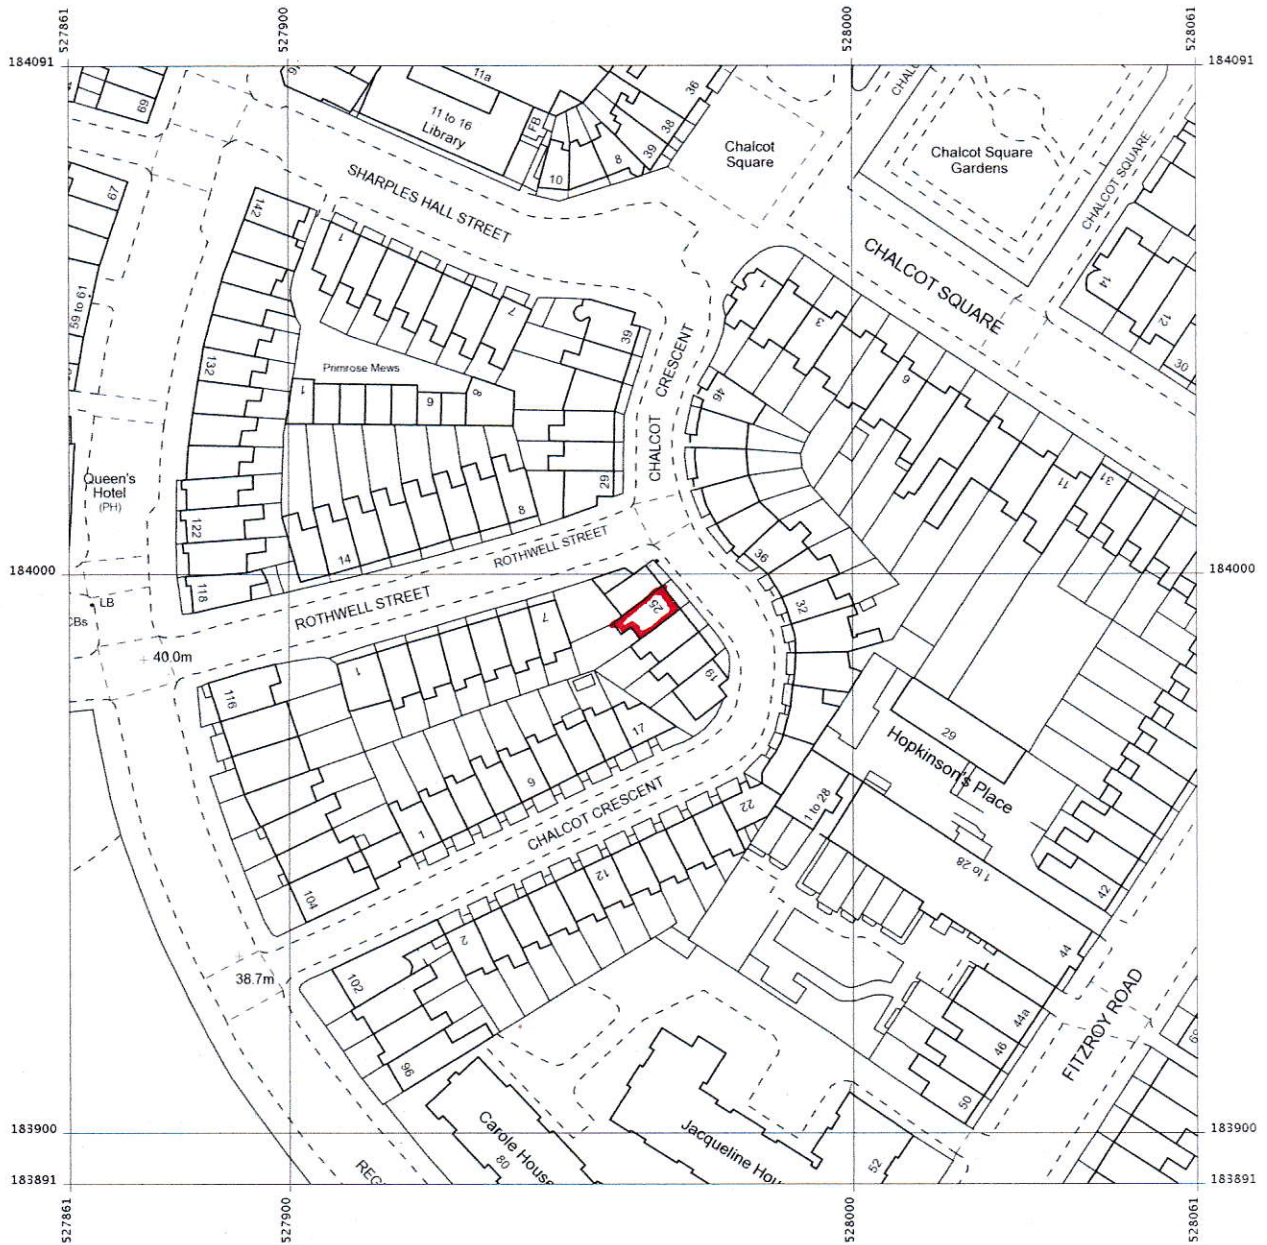 527861
527900
528000
528061
184091
184091
11a
11 to 16
Library
FB
36
38
39
8
10
69
Chalcot
Square
Chalcot Square
Gardens
CHALCOT SQUARE
67
142
SHARPLES HALL STREET
1
7
39
CHALCOT SQUARE
14
12
30
59 to 61
132
Primrose Mews
1
6
8
CHALCOT CRESCENT
46
1
3
6
11
31
Queen's
Hotel
(PH)
122
118
14
8
29
ROTHWELL STREET
ROTHWELL STREET
36
32
184000
184000
LB
CBs
40.0m
25
7
1
19
116
17
9
1
104
CHALCOT CRESCENT
29
Hopkinson's Place
1 to 28
1 to 28
22
12
2
42
44
38.7m
102
96
44a
46
50
FITZROY ROAD
Carole House
80
Jacqueline Hou
52
183900
183900
183891
183891
527861
527900
528000
528061